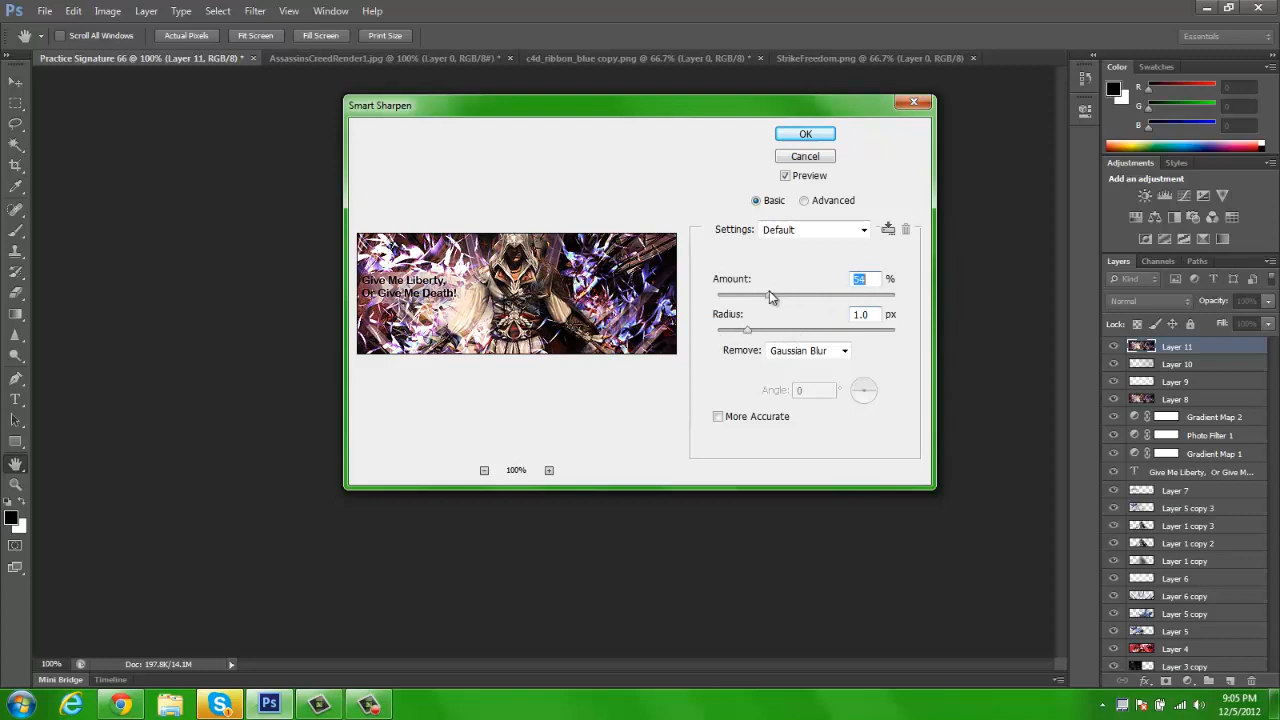 Ps File Edit Image Layer Type Select Filter View Window Help
Scroll All Windows Actual Pixels Fit Screen Fill Screen Print Size Essentials
Practice Signature 66 @ 100% (Layer 11, RGB/8) * × AssassinsCreedRender1.jpg @ 100% (Layer 0, RGB/8#) * × c4d_ribbon_blue copy.png @ 66.7% (Layer 0, RGB/8) * × StrikeFreedom.png @ 66.7% (Layer 0, RGB/8) ×
Color Swatches
R 0
G 0
B 0
Smart Sharpen
OK
Cancel
Preview
Basic Advanced
Settings: Default
Amount: 54 %
Radius: 1.0 px
Remove: Gaussian Blur
Angle: 0 °
More Accurate
100%
Give Me Liberty,
Or Give Me Death!
Adjustments Styles
Add an adjustment
Layers Channels Paths
Kind
Normal Opacity: 100%
Lock: Fill: 100%
Layer 11
Layer 10
Layer 9
Layer 8
Gradient Map 2
Photo Filter 1
Gradient Map 1
T Give Me Liberty, Or Give M...
Layer 7
Layer 5 copy 3
Layer 1 copy 3
Layer 1 copy 2
Layer 1 copy
Layer 6
Layer 6 copy
Layer 5 copy
Layer 5
Layer 4
Layer 3 copy
100% Doc: 197.8K/14.1M
Mini Bridge Timeline
Ps
9:05 PM
12/5/2012